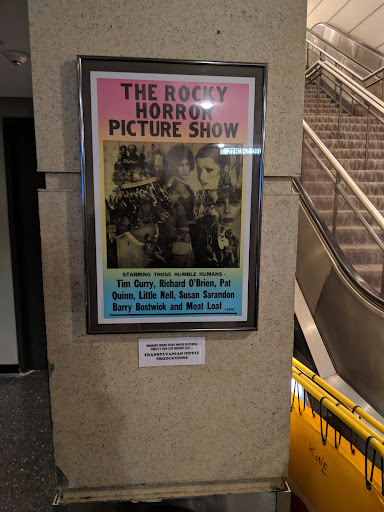 THE ROCKY
HORROR
PICTURE SHOW
STARRING THOSE HUMBLE HUMANS -
Tim Curry, Richard O'Brien, Pat
Quinn, Little Nell, Susan Sarandon
Barry Bostwick and Meat Loaf
TRANSYLVANIAN NIPPLE
PRODUCTIONS